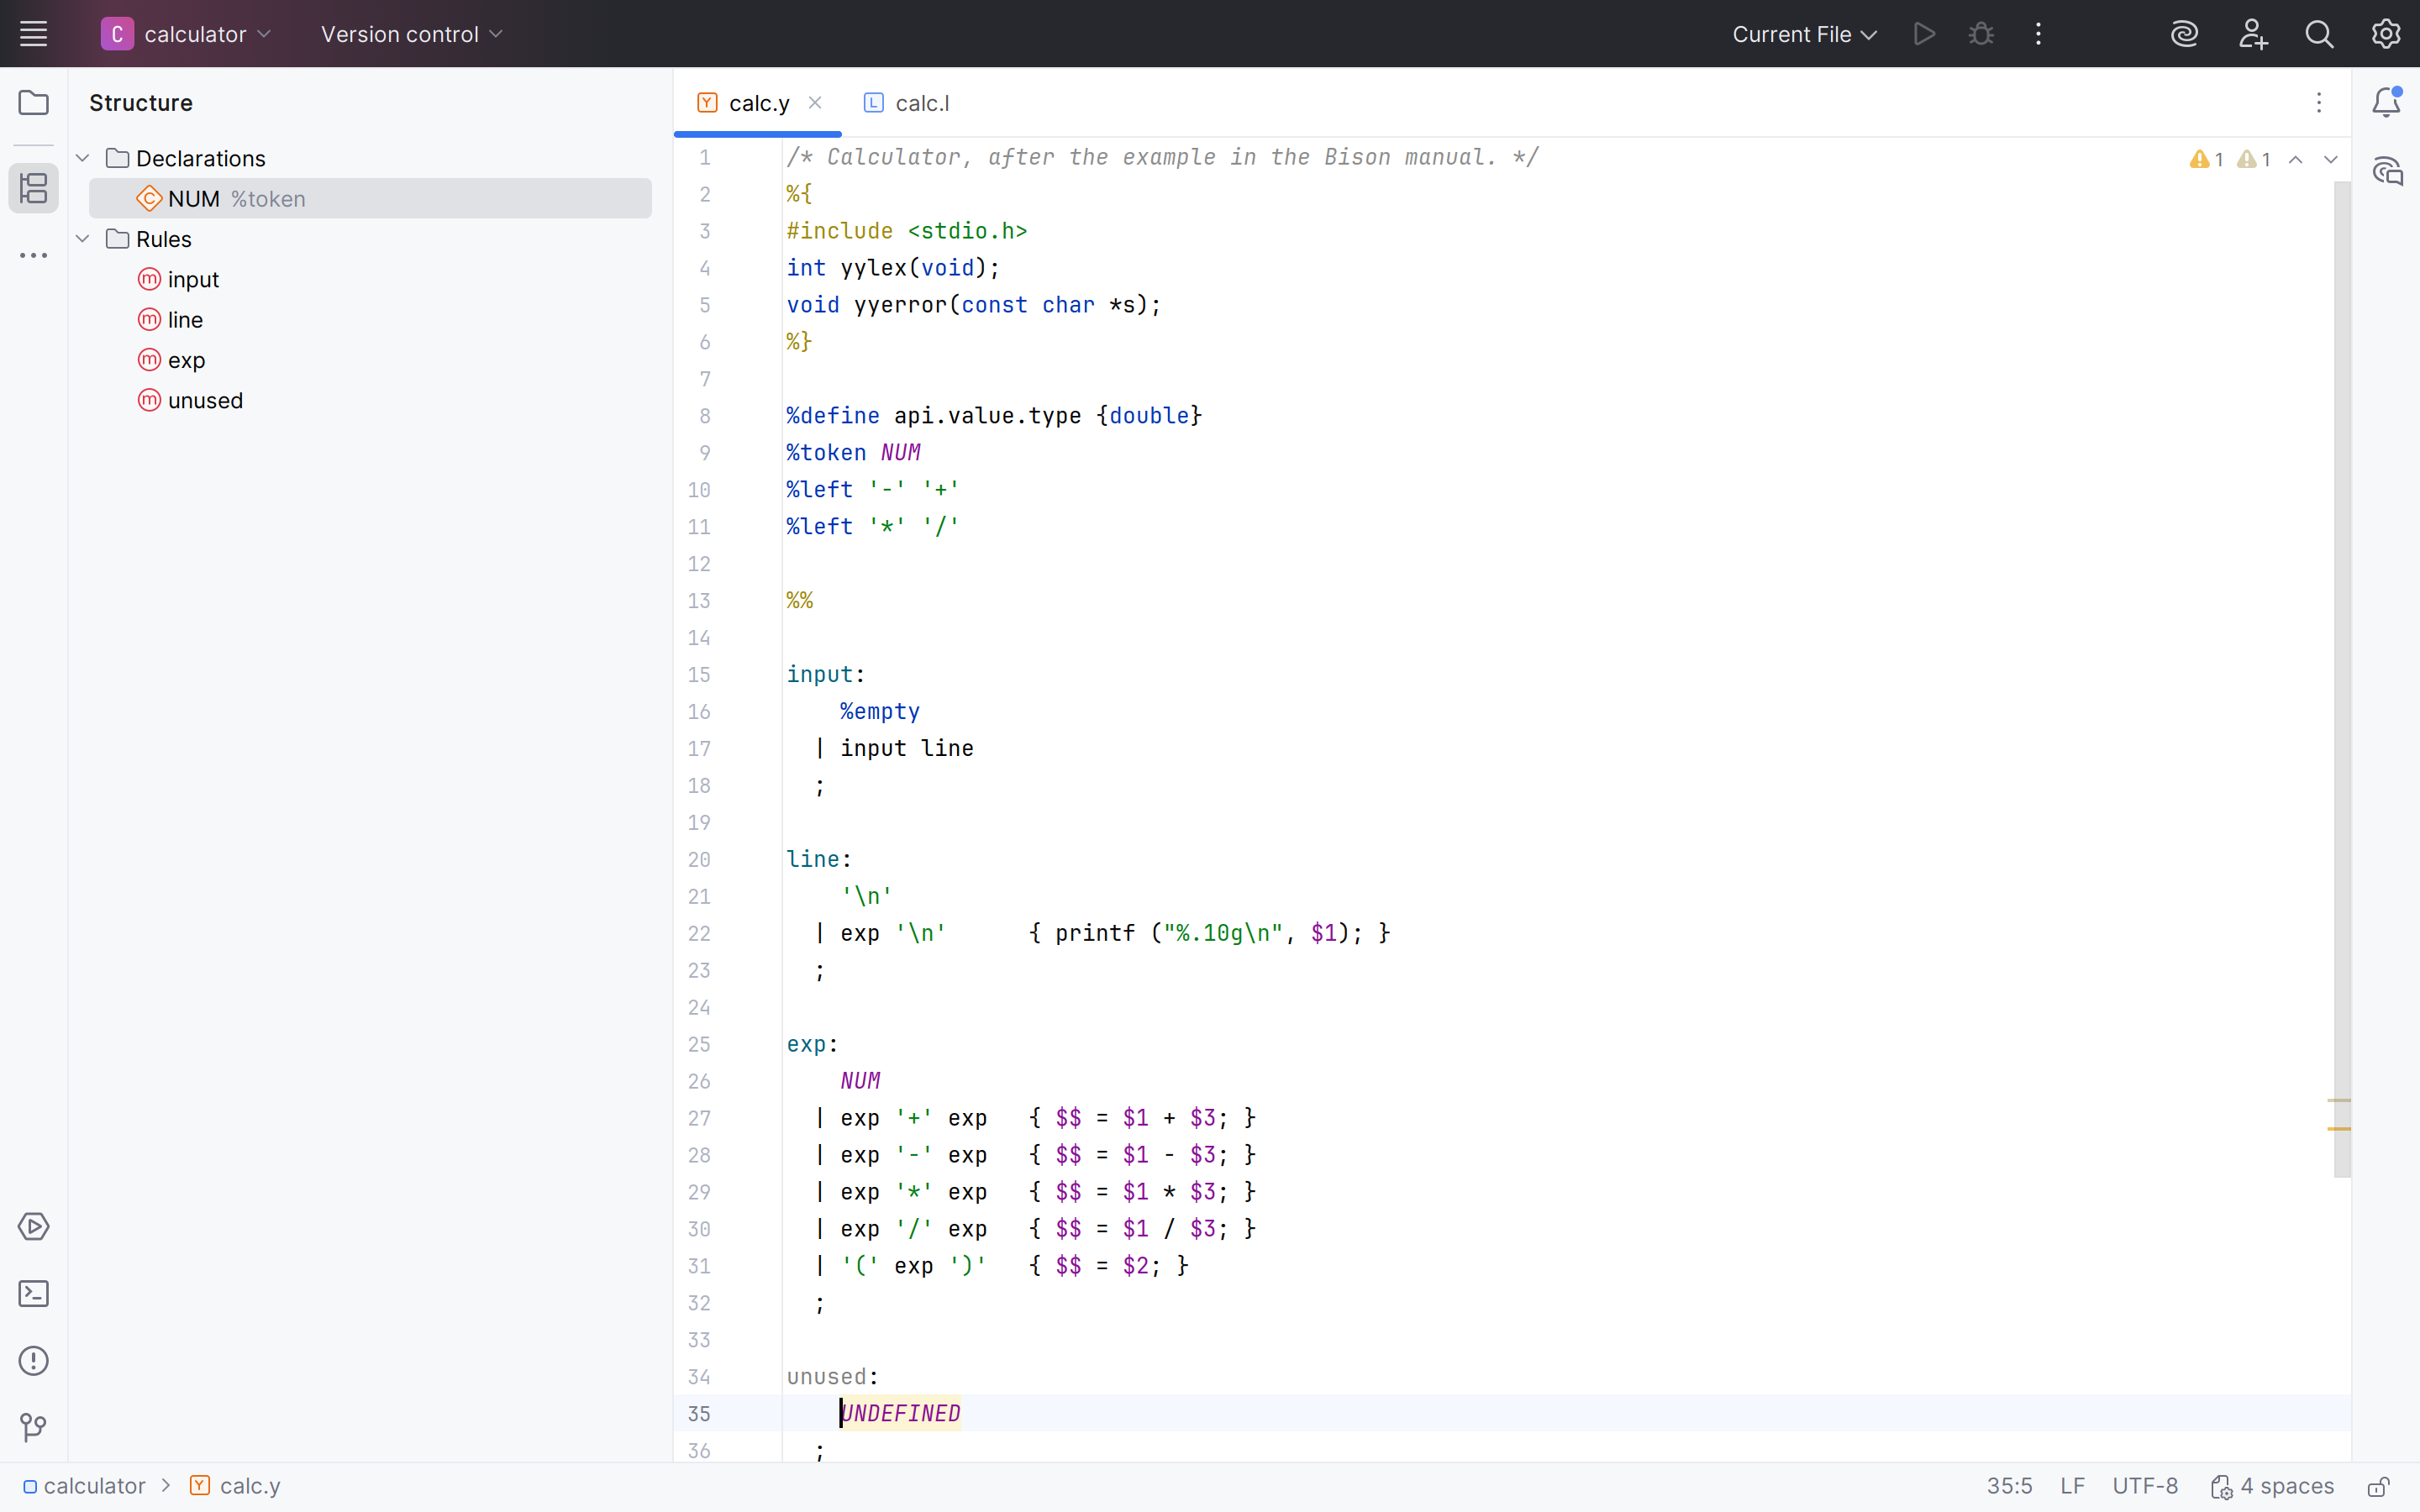 C calculator Version control Current File
Structure
Declarations
C NUM %token
Rules
m input
m line
m exp
m unused
Y calc.y L calc.l
1 /* Calculator, after the example in the Bison manual. */
2 %{
3 #include <stdio.h>
4 int yylex(void);
5 void yyerror(const char *s);
6 %}
7
8 %define api.value.type {double}
9 %token NUM
10 %left '-' '+'
11 %left '*' '/'
12
13 %%
14
15 input:
16     %empty
17   | input line
18   ;
19
20 line:
21     '\n'
22   | exp '\n'      { printf ("%.10g\n", $1); }
23   ;
24
25 exp:
26     NUM
27   | exp '+' exp   { $$ = $1 + $3; }
28   | exp '-' exp   { $$ = $1 - $3; }
29   | exp '*' exp   { $$ = $1 * $3; }
30   | exp '/' exp   { $$ = $1 / $3; }
31   | '(' exp ')'   { $$ = $2; }
32   ;
33
34 unused:
35     UNDEFINED
36   ;
1 1
calculator Y calc.y 35:5 LF UTF-8 4 spaces